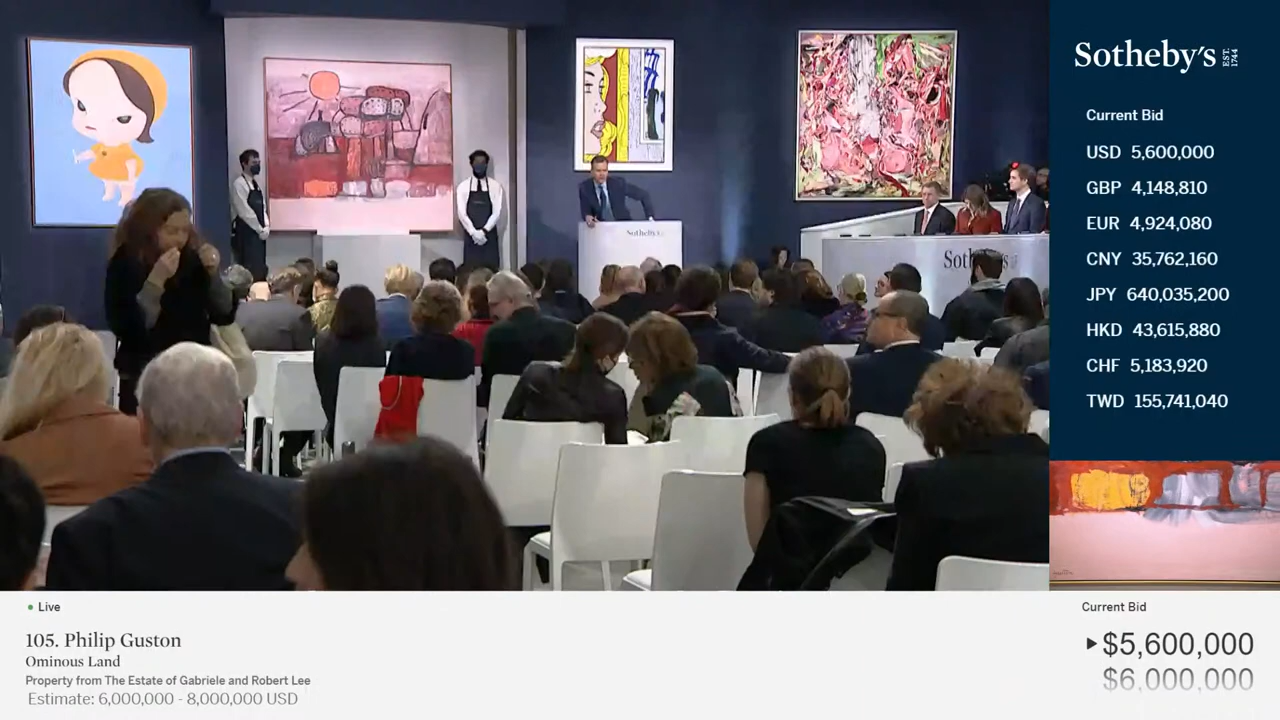 Sotheby's EST. 1744
Current Bid
USD 5,600,000
GBP 4,148,810
EUR 4,924,080
CNY 35,762,160
JPY 640,035,200
HKD 43,615,880
CHF 5,183,920
TWD 155,741,040
Sotheby's
Live
105. Philip Guston
Ominous Land
Property from The Estate of Gabriele and Robert Lee
Estimate: 6,000,000 - 8,000,000 USD
Current Bid
$5,600,000
$6,000,000